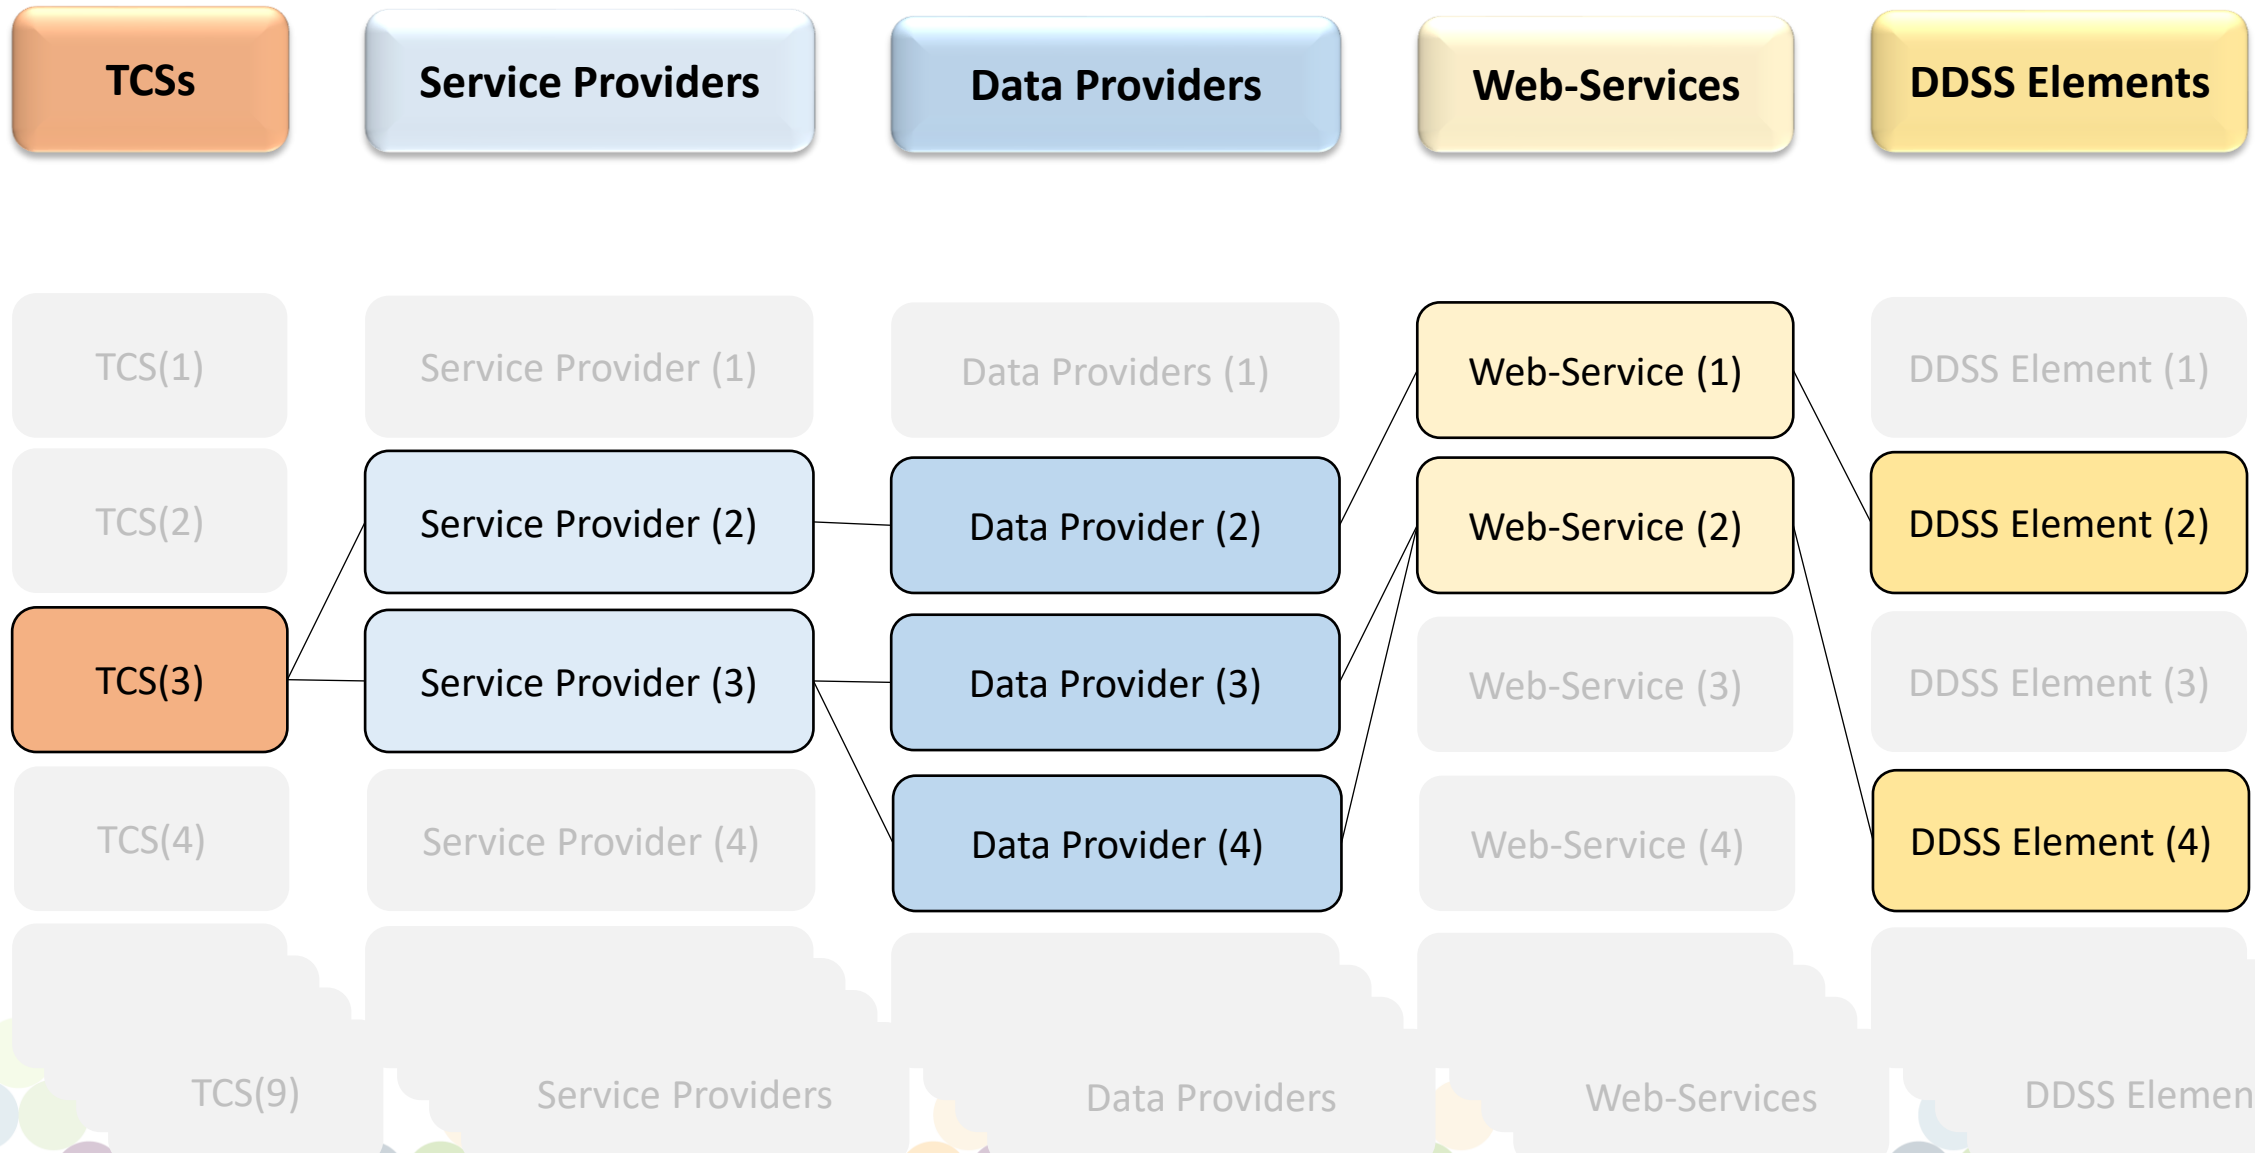 TCSs
Service Providers
Data Providers
Web-Services
DDSS Elements
TCS(1)
Service Provider (1)
Data Providers (1)
Web-Service (1)
DDSS Element (1)
TCS(2)
Service Provider (2)
Data Provider (2)
Web-Service (2)
DDSS Element (2)
TCS(3)
Service Provider (3)
Data Provider (3)
Web-Service (3)
DDSS Element (3)
TCS(4)
Service Provider (4)
Data Provider (4)
Web-Service (4)
DDSS Element (4)
TCS(9)
Service Providers
Data Providers
Web-Services
DDSS Elemen